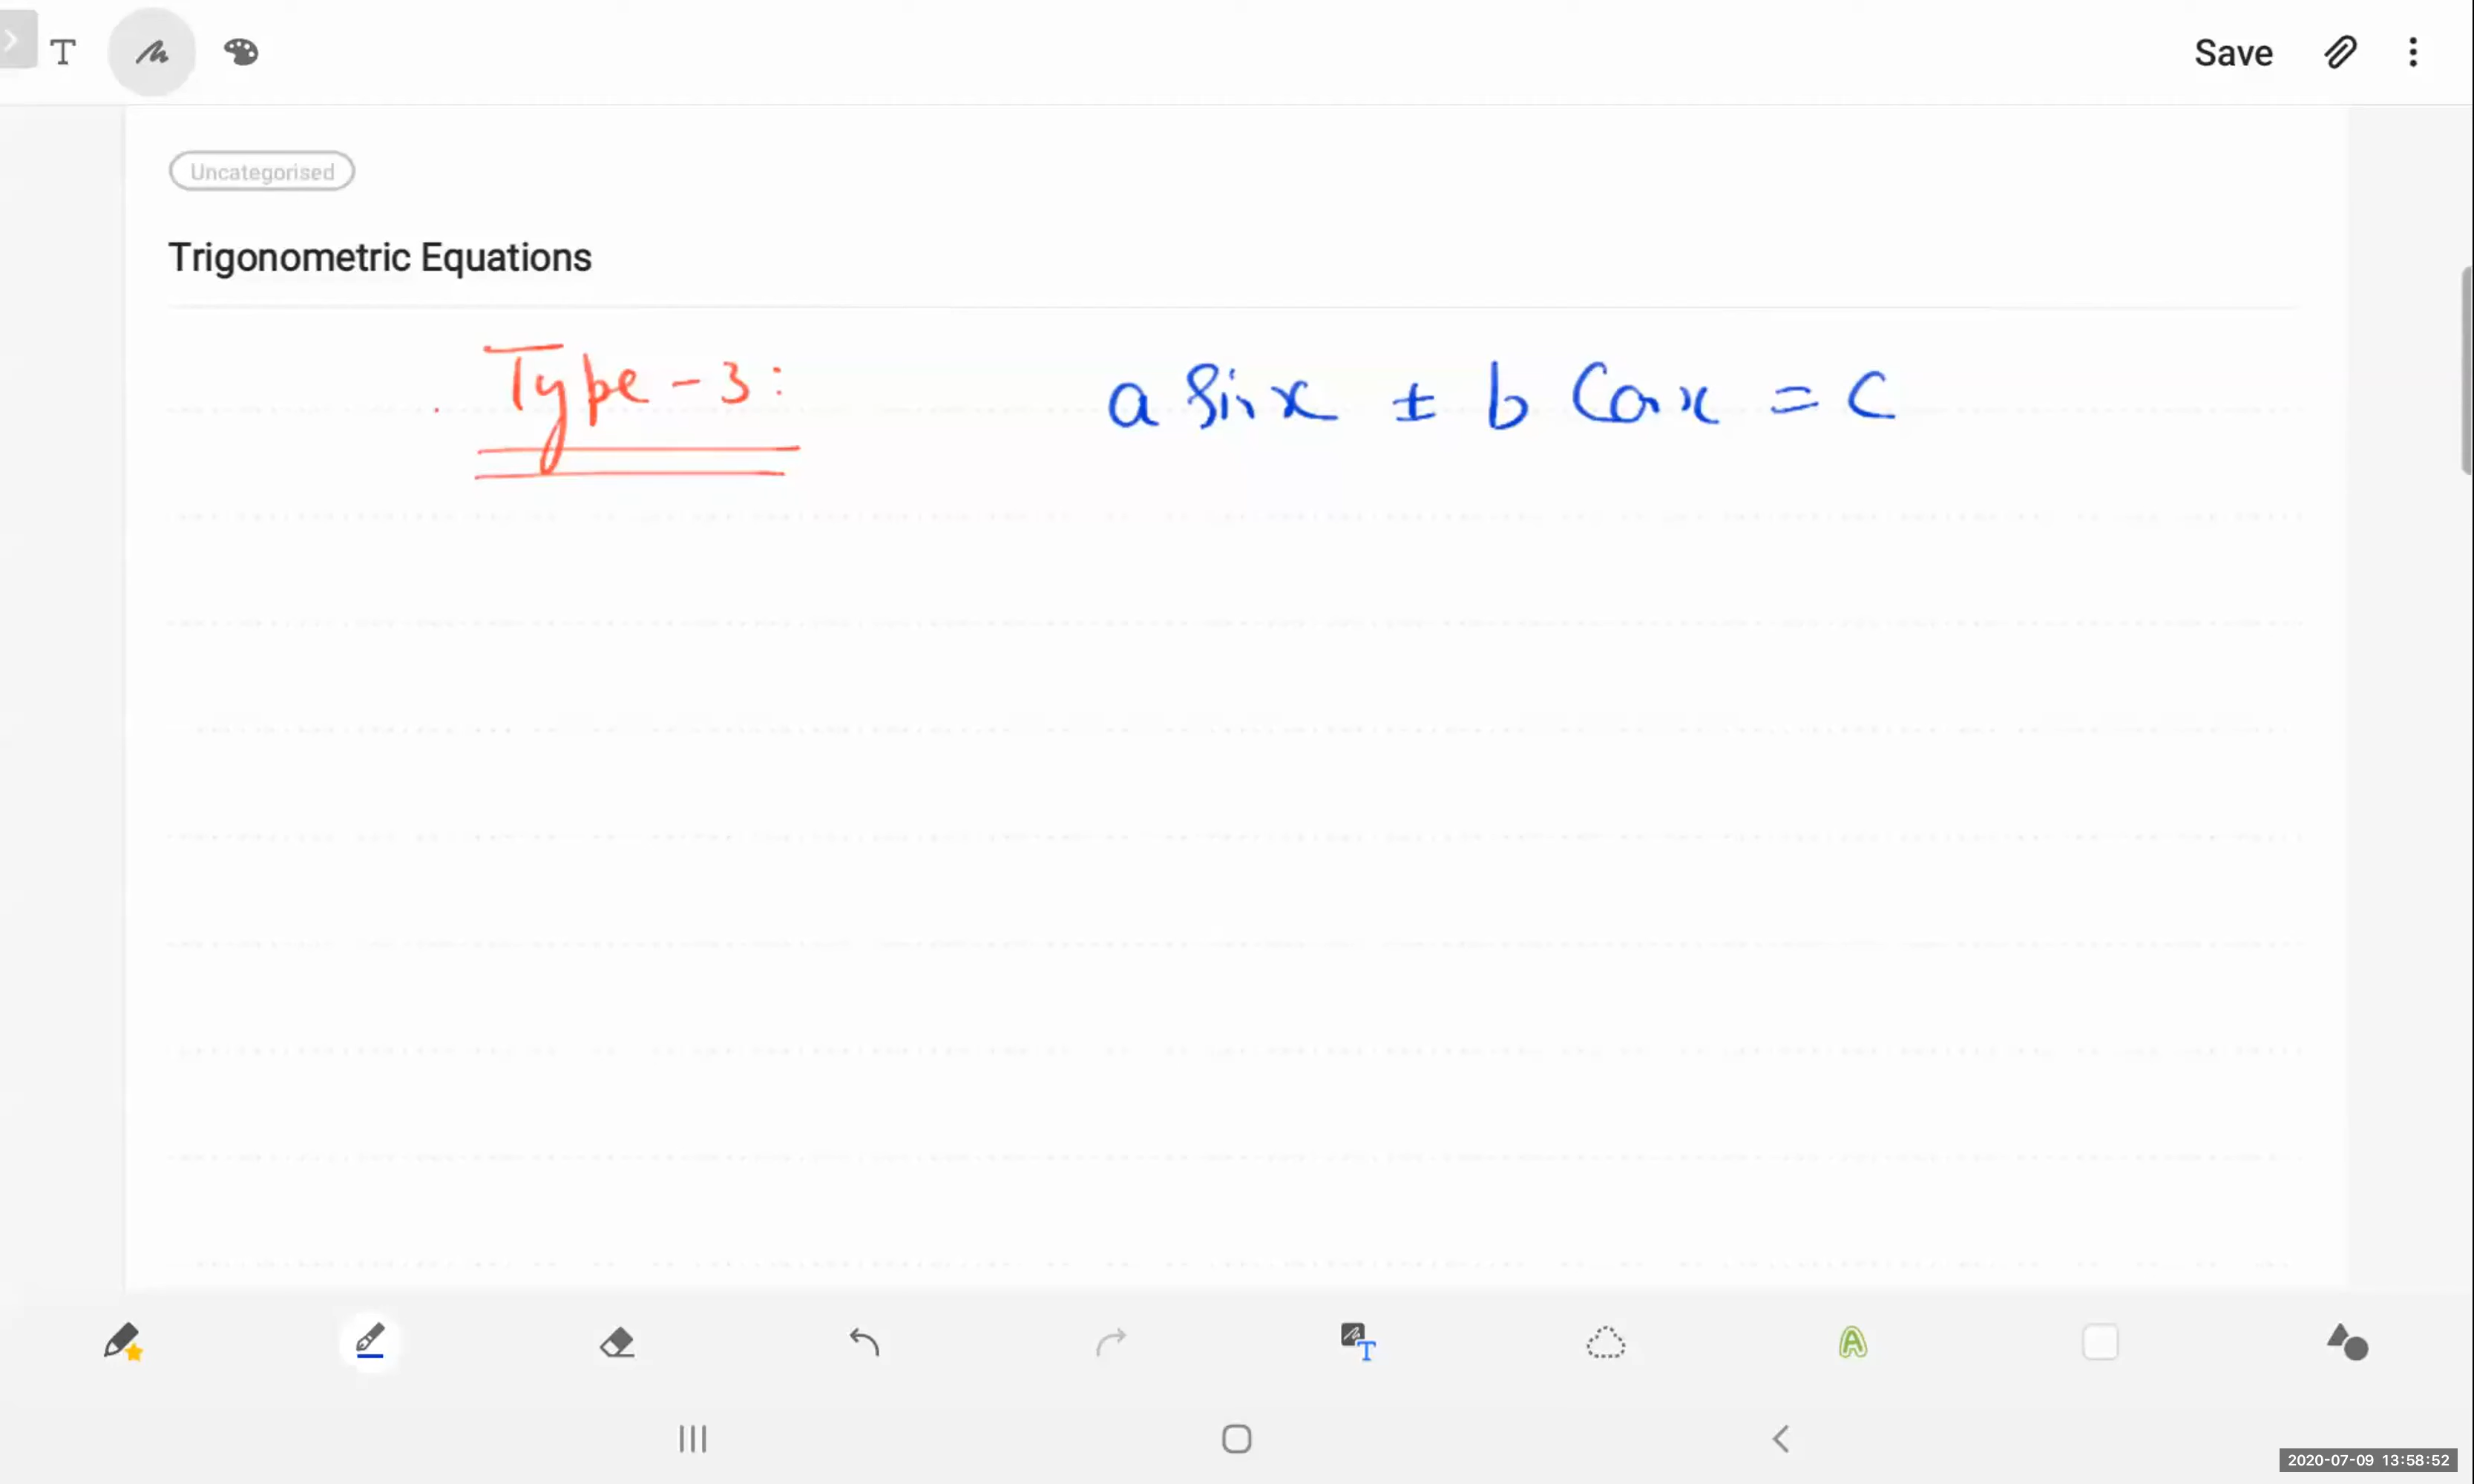 T Save
Uncategorised
Trigonometric Equations
Type - 3: a Sin x ± b Cos x = C
T A
2020-07-09 13:58:52